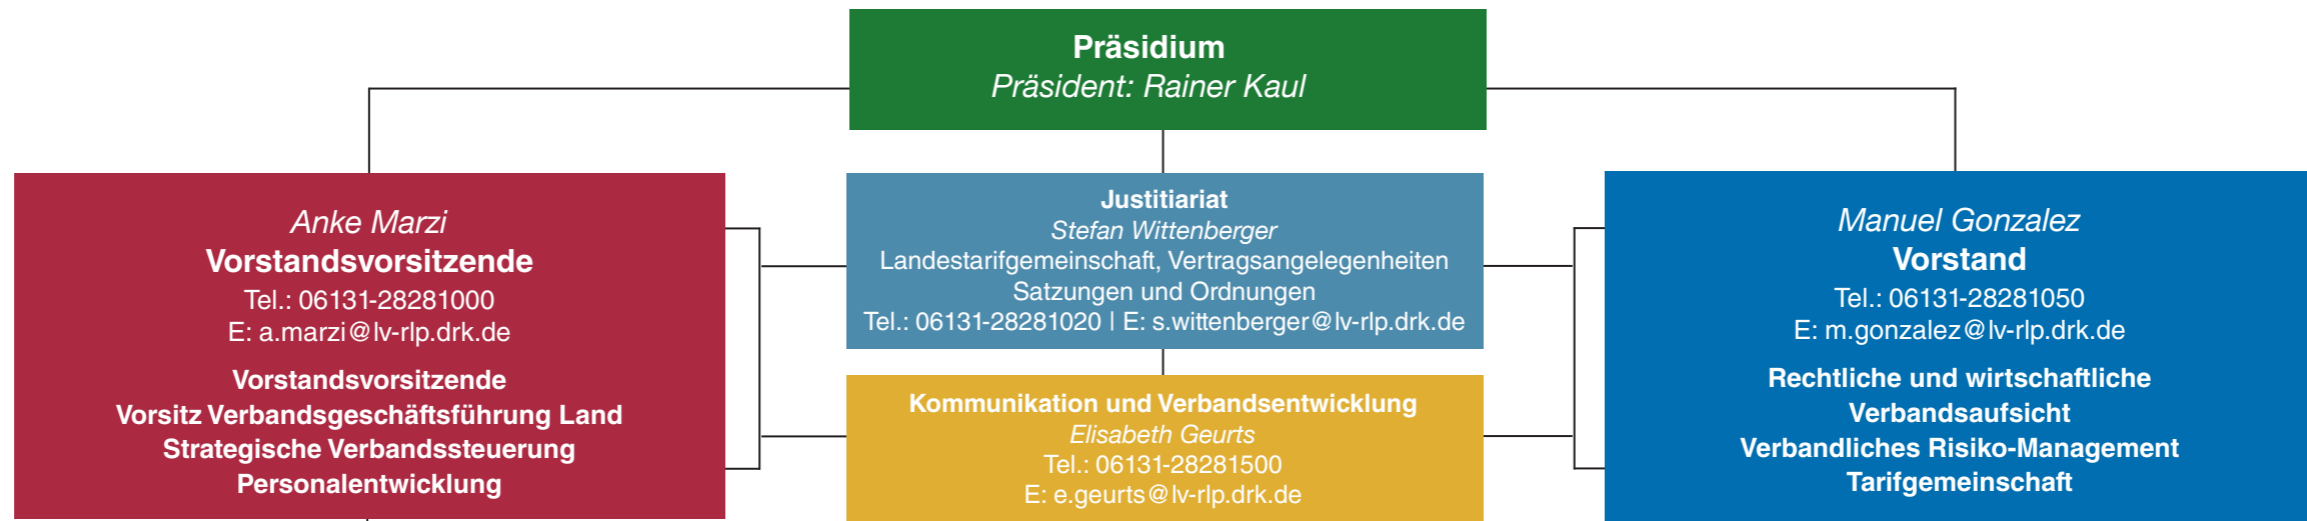 Präsidium
Präsident: Rainer Kaul
Anke Marzi
Vorstandsvorsitzende
Tel.: 06131-28281000
E: a.marzi@lv-rlp.drk.de
Vorstandsvorsitzende
Vorsitz Verbandsgeschäftsführung Land
Strategische Verbandssteuerung
Personalentwicklung
Justitiariat
Stefan Wittenberger
Landestarifgemeinschaft, Vertragsangelegenheiten
Satzungen und Ordnungen
Tel.: 06131-28281020 | E: s.wittenberger@lv-rlp.drk.de
Kommunikation und Verbandsentwicklung
Elisabeth Geurts
Tel.: 06131-28281500
E: e.geurts@lv-rlp.drk.de
Manuel Gonzalez
Vorstand
Tel.: 06131-28281050
E: m.gonzalez@lv-rlp.drk.de
Rechtliche und wirtschaftliche
Verbandsaufsicht
Verbandliches Risiko-Management
Tarifgemeinschaft